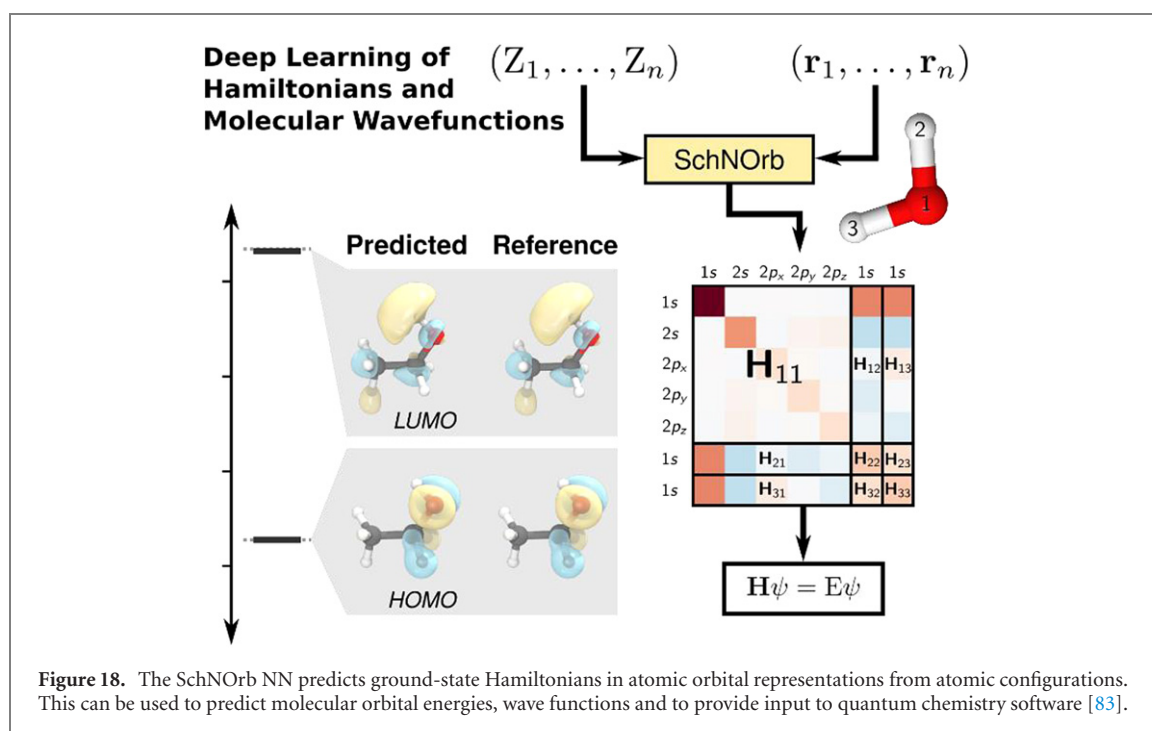 Deep Learning of
Hamiltonians and
Molecular Wavefunctions
(Z₁, . . . , Zₙ)
(r₁, . . . , rₙ)
SchNOrb
2
1
3
Predicted Reference
LUMO
HOMO
1s 2s 2pₓ 2pᵧ 2p_z 1s 1s
1s
2s
2pₓ
2pᵧ
2p_z
1s
1s
H₁₁
H₁₂ H₁₃
H₂₁ H₂₂ H₂₃
H₃₁ H₃₂ H₃₃
Hψ = Eψ
Figure 18. The SchNOrb NN predicts ground-state Hamiltonians in atomic orbital representations from atomic configurations.
This can be used to predict molecular orbital energies, wave functions and to provide input to quantum chemistry software [83].